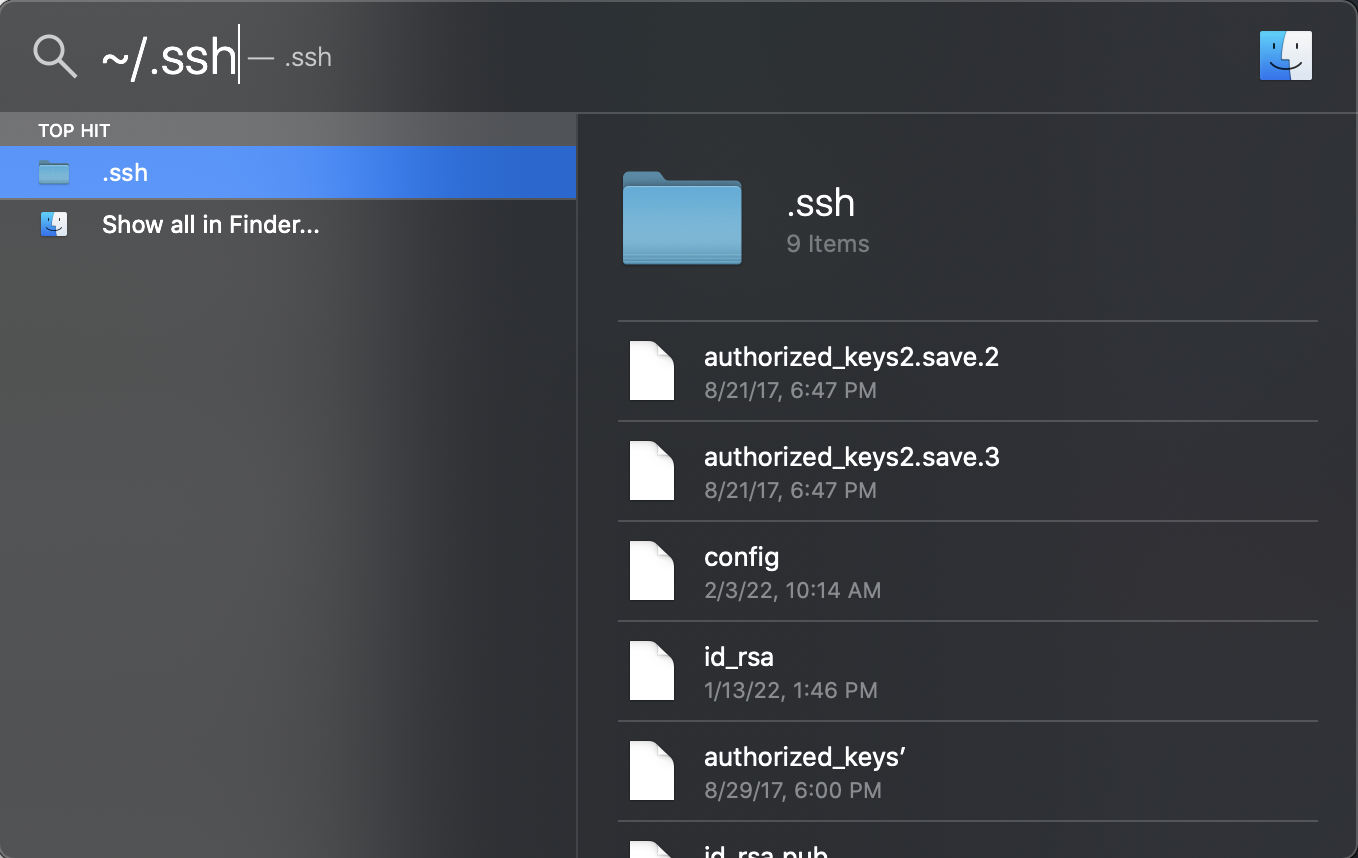 ~/.ssh — .ssh
TOP HIT
.ssh
Show all in Finder...
.ssh
9 Items
authorized_keys2.save.2
8/21/17, 6:47 PM
authorized_keys2.save.3
8/21/17, 6:47 PM
config
2/3/22, 10:14 AM
id_rsa
1/13/22, 1:46 PM
authorized_keys’
8/29/17, 6:00 PM
id_rsa.pub